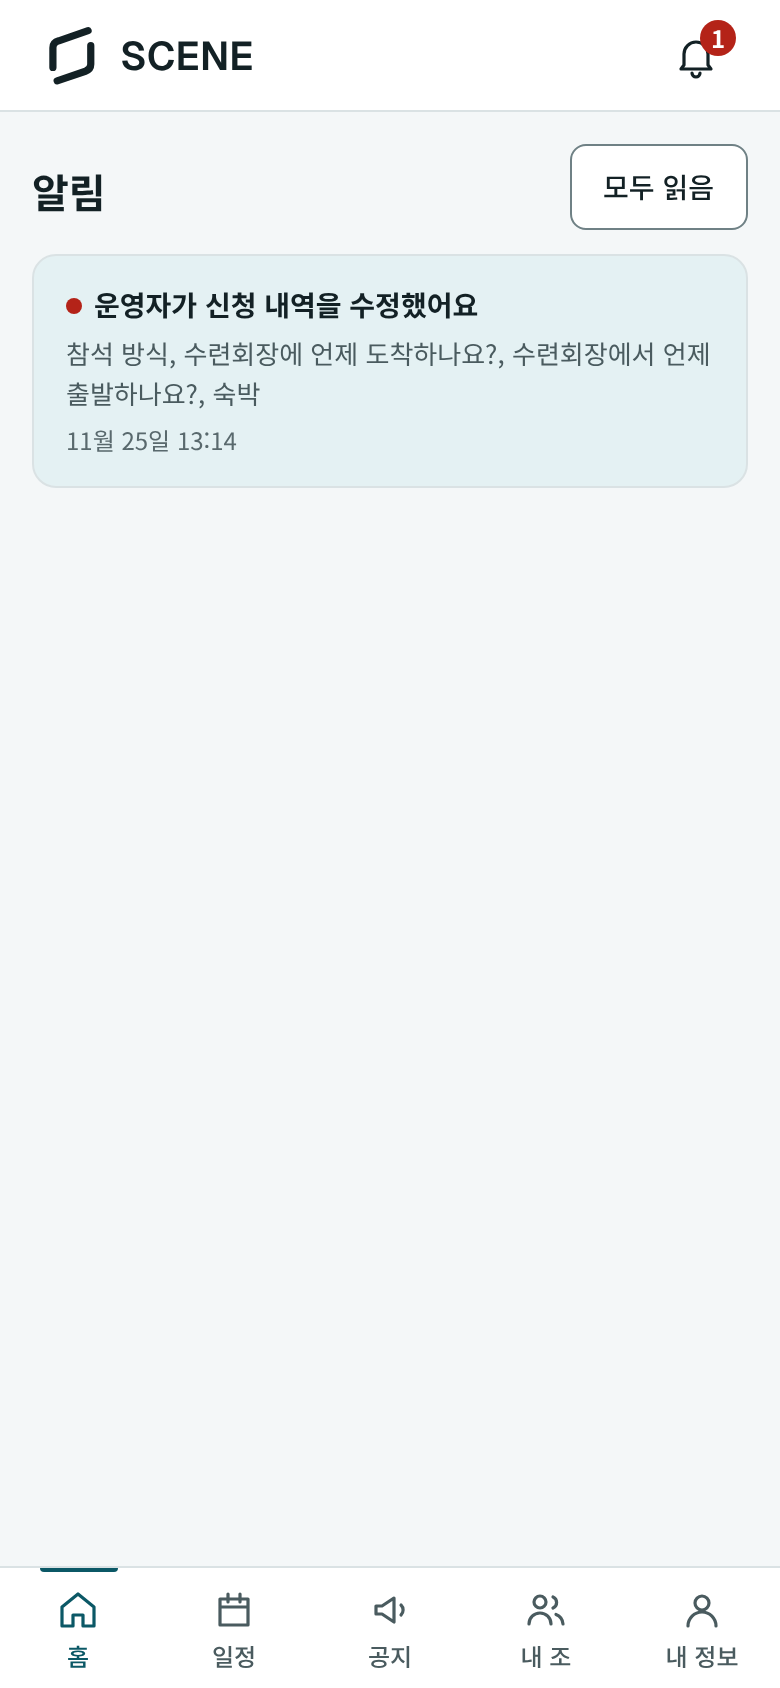 SCENE
1
알림
모두 읽음
운영자가 신청 내역을 수정했어요
참석 방식, 수련회장에 언제 도착하나요?, 수련회장에서 언제
출발하나요?, 숙박
11월 25일 13:14
홈
일정
공지
내 조
내 정보